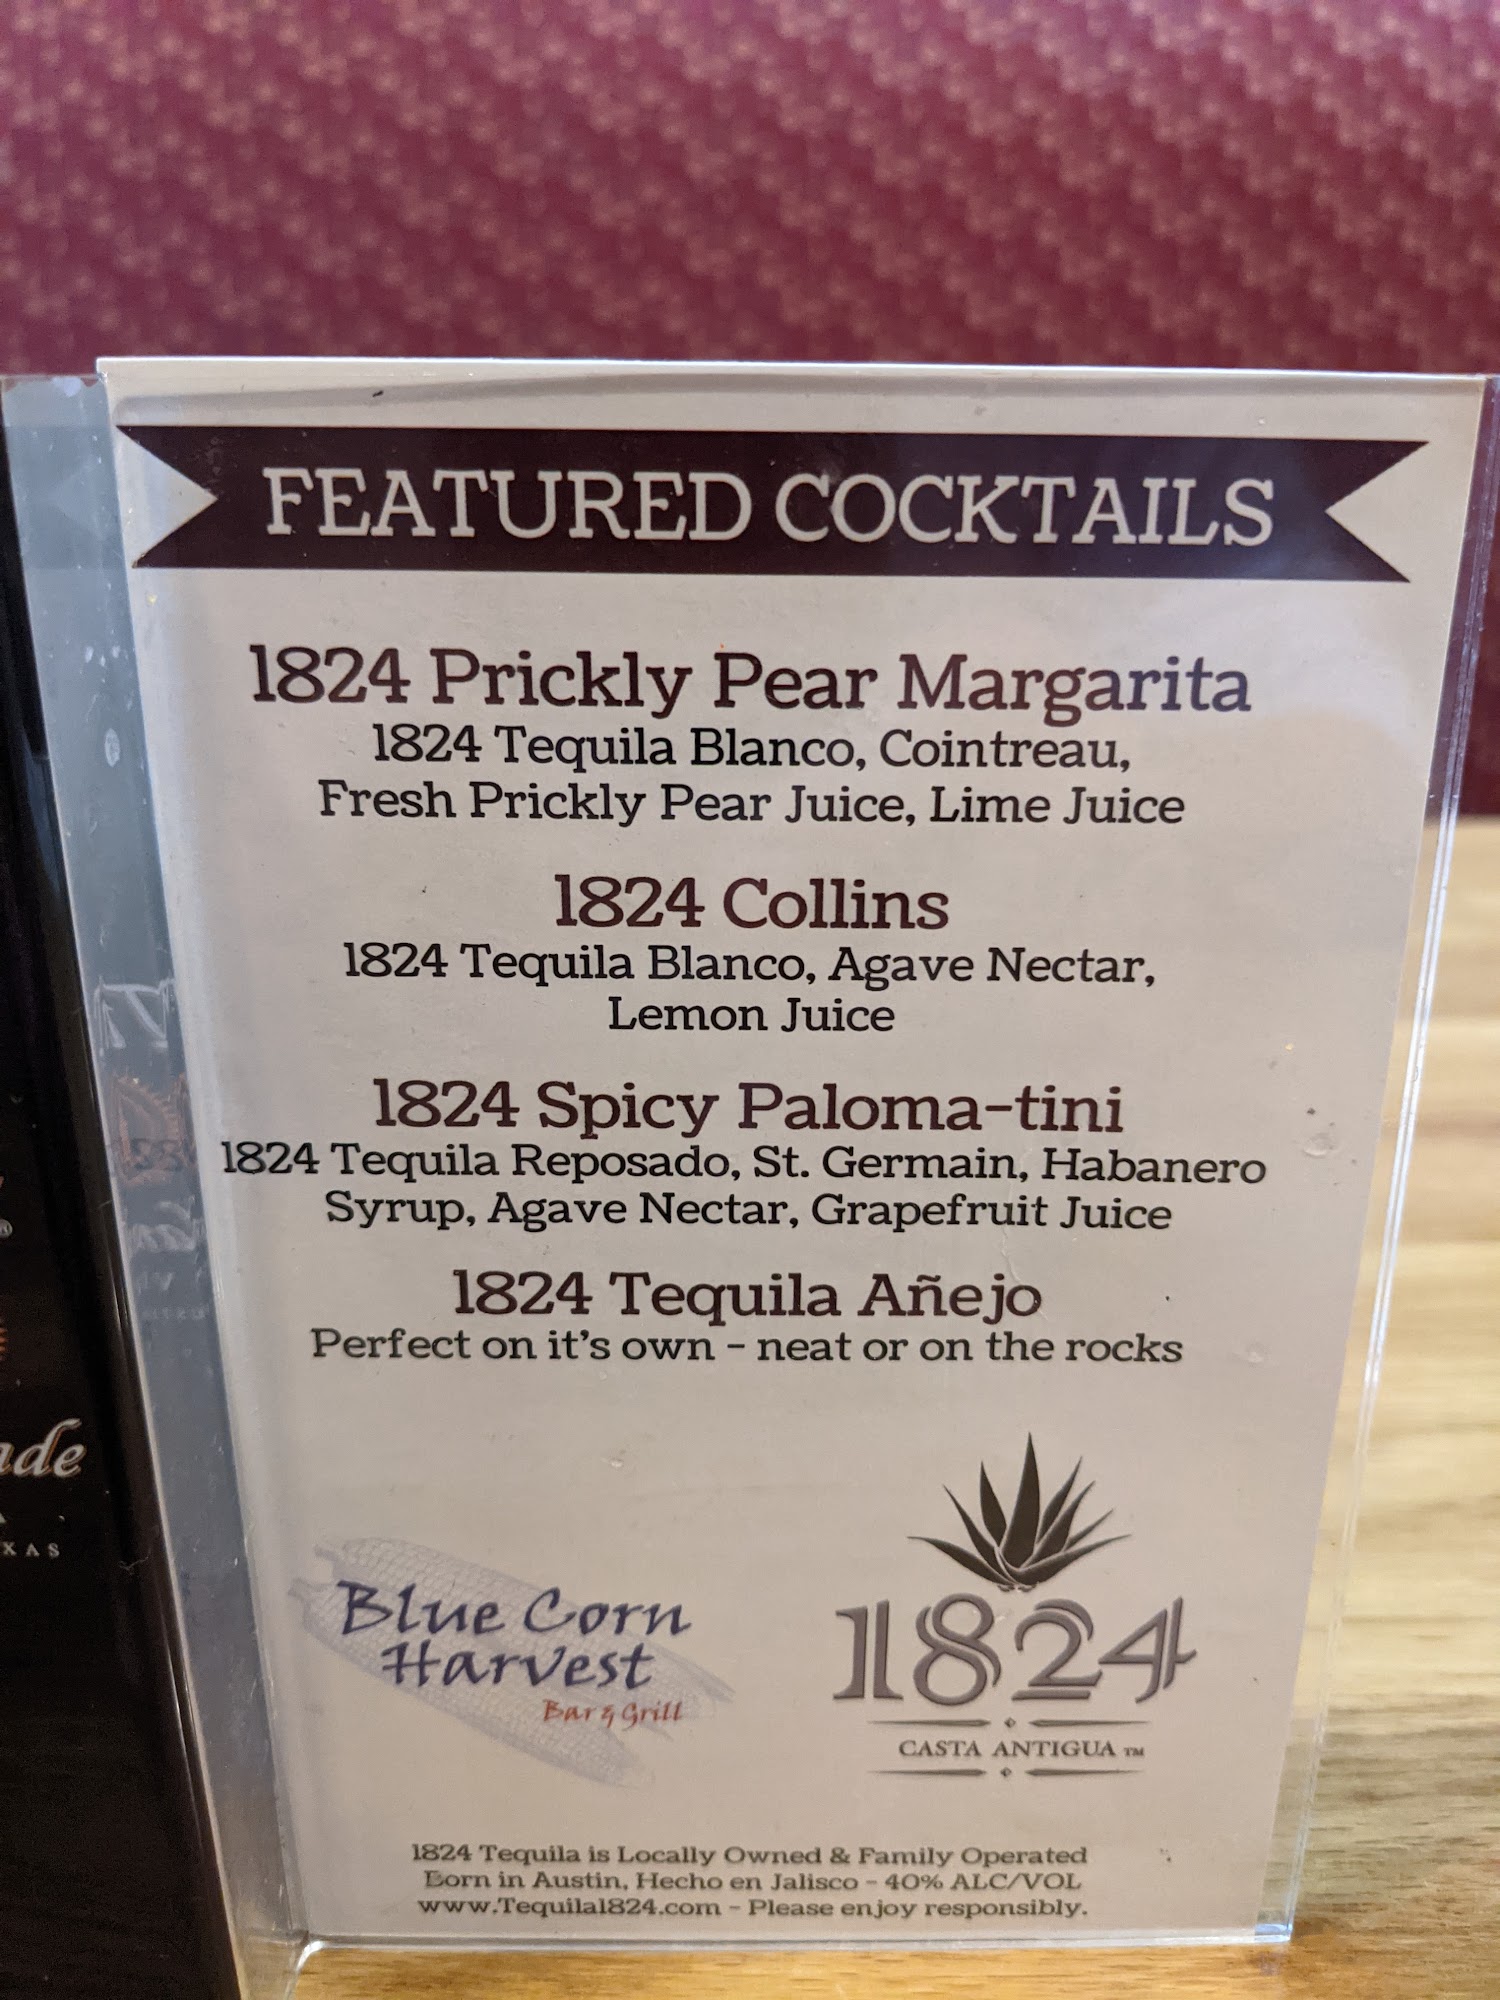 FEATURED COCKTAILS
1824 Prickly Pear Margarita
1824 Tequila Blanco, Cointreau,
Fresh Prickly Pear Juice, Lime Juice
1824 Collins
1824 Tequila Blanco, Agave Nectar,
Lemon Juice
1824 Spicy Paloma-tini
1824 Tequila Reposado, St. Germain, Habanero
Syrup, Agave Nectar, Grapefruit Juice
1824 Tequila Añejo
Perfect on it's own - neat or on the rocks
Blue Corn
Harvest
Bar & Grill
1824
CASTA ANTIGUA ™
1824 Tequila is Locally Owned & Family Operated
Born in Austin, Hecho en Jalisco - 40% ALC/VOL
www.Tequila1824.com - Please enjoy responsibly.